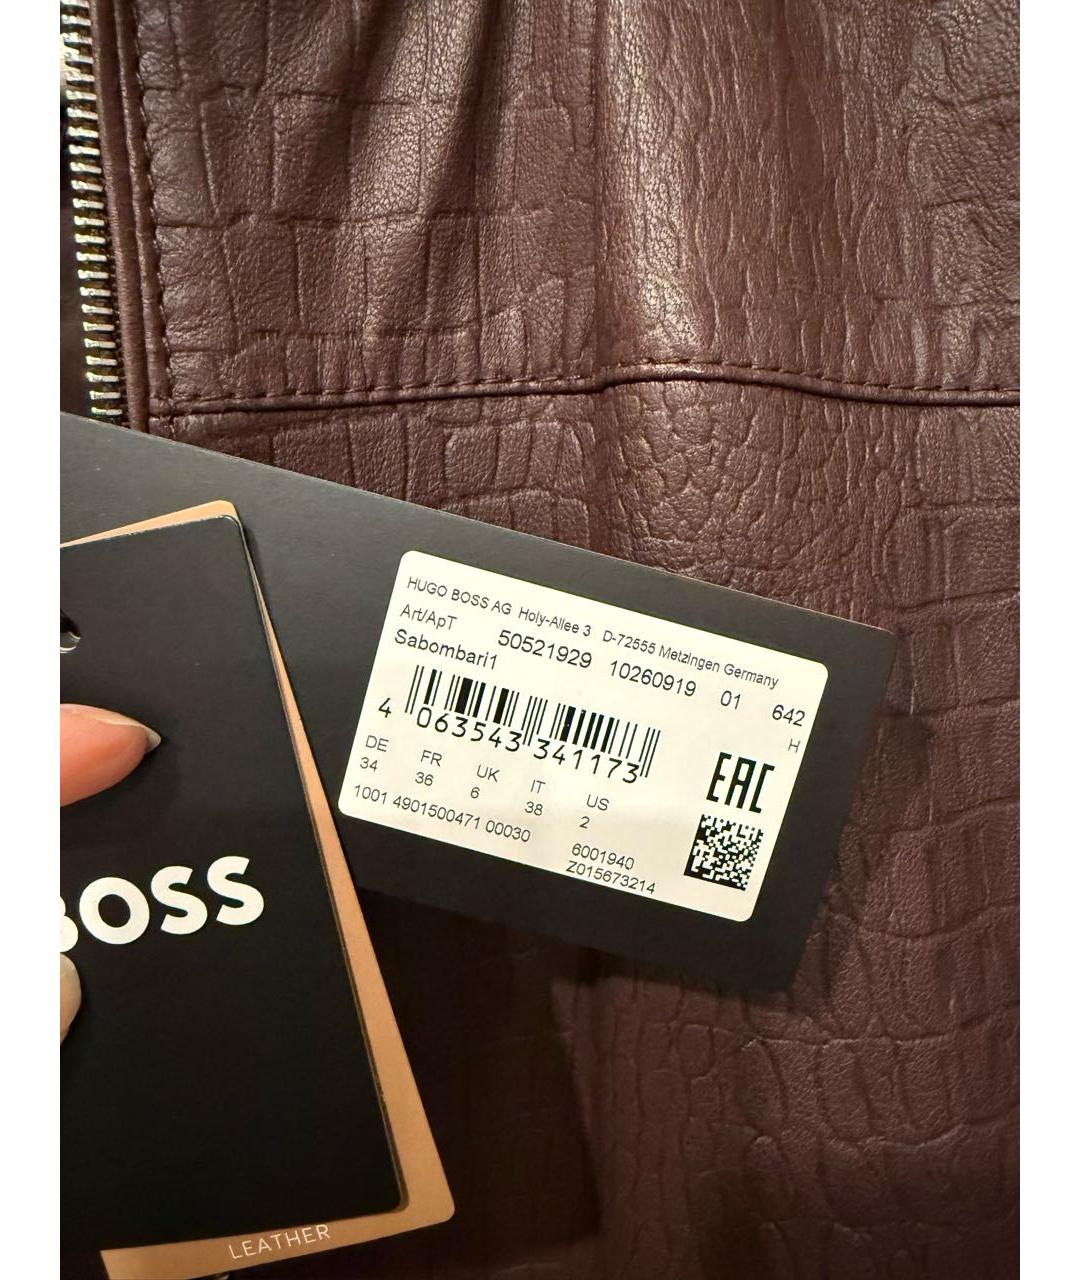 HUGO BOSS AG Holy-Allee 3 D-72555 Metzingen Germany
Art/АрТ 50521929 10260919 01 642
Sabombari1 H
4 063543 341173
EAC
DE FR UK IT US
34 36 6 38 2
1001 4901500471 00030 6001940
Z015673214
BOSS
LEATHER